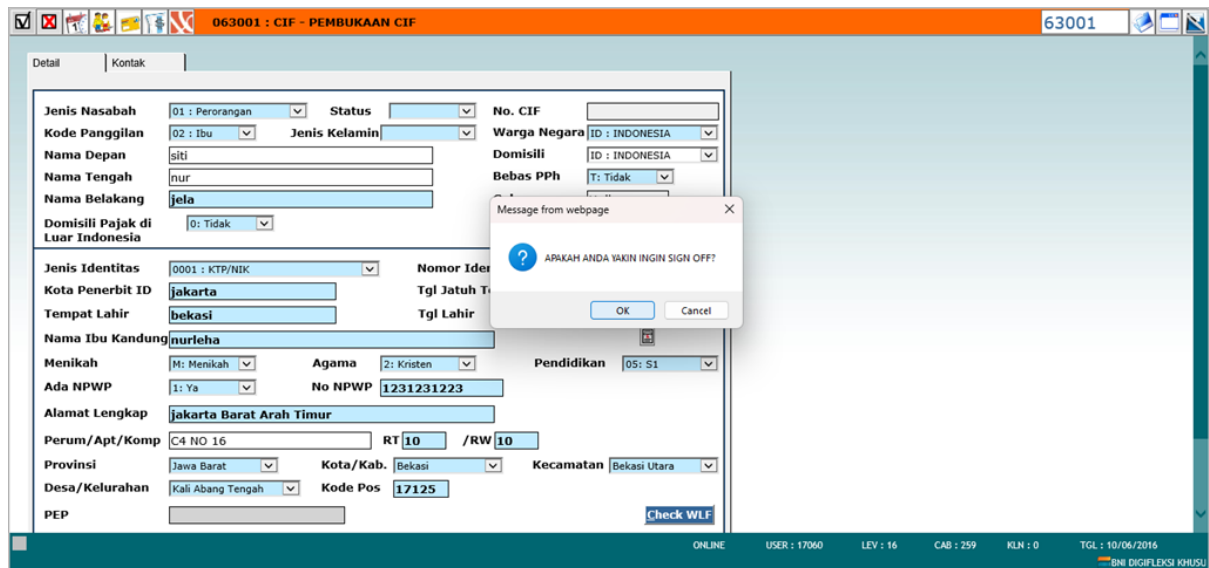 063001 : CIF - PEMBUKAAN CIF 63001
Detail Kontak
Jenis Nasabah 01 : Perorangan Status No. CIF
Kode Panggilan 02 : Ibu Jenis Kelamin Warga Negara ID : INDONESIA
Nama Depan siti Domisili ID : INDONESIA
Nama Tengah nur Bebas PPh T: Tidak
Nama Belakang jela
Message from webpage
Domisili Pajak di Luar Indonesia 0: Tidak
APAKAH ANDA YAKIN INGIN SIGN OFF?
OK Cancel
Jenis Identitas 0001 : KTP/NIK Nomor
Kota Penerbit ID jakarta Tgl Jatuh
Tempat Lahir bekasi Tgl Lahir
Nama Ibu Kandung nurleha
Menikah M: Menikah Agama 2: Kristen Pendidikan 05: S1
Ada NPWP 1: Ya No NPWP 1231231223
Alamat Lengkap jakarta Barat Arah Timur
Perum/Apt/Komp C4 NO 16 RT 10 /RW 10
Provinsi Jawa Barat Kota/Kab. Bekasi Kecamatan Bekasi Utara
Desa/Kelurahan Kali Abang Tengah Kode Pos 17125
PEP Check WLF
ONLINE USER : 17060 LEV : 16 CAB : 259 KLN : 0 TGL : 10/06/2016
BNI DIGIFLEKSI KHUSU